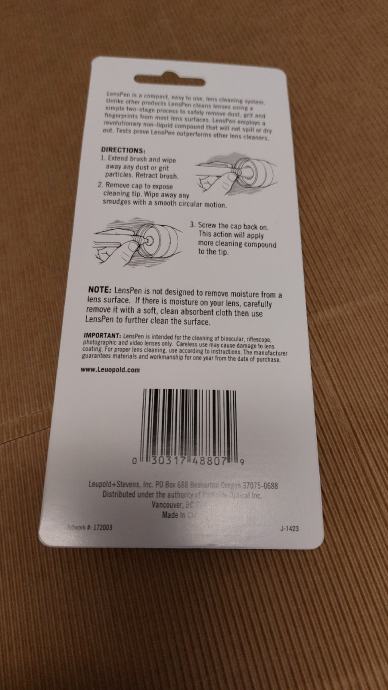 LensPen is a compact, easy to use, lens cleaning system.
Unlike other products LensPen cleans lenses using a
simple two-stage process to safely remove dust, grit and
fingerprints from most lens surfaces. LensPen employs a
revolutionary non-liquid compound that will not spill or dry
out. Tests prove LensPen outperforms other lens cleaners.
DIRECTIONS:
1. Extend brush and wipe
away any dust or grit
particles. Retract brush.
2. Remove cap to expose
cleaning tip. Wipe away any
smudges with a smooth circular motion.
3. Screw the cap back on.
This action will apply
more cleaning compound
to the tip.
NOTE: LensPen is not designed to remove moisture from a
lens surface. If there is moisture on your lens, carefully
remove it with a soft, clean absorbent cloth then use
LensPen to further clean the surface.
IMPORTANT: LensPen is intended for the cleaning of binocular, riflescope,
photographic and video lenses only. Careless use may cause damage to lens
coating. For proper lens cleaning, use according to instructions. The manufacturer
guarantees materials and workmanship for one year from the date of purchase.
www.Leupold.com
0 30317 48807 9
Leupold+Stevens, Inc. PO Box 688 Beaverton Oregon 97075-0688
Distributed under the authority of Optical Inc.
Vancouver, BC
Made in
Artwork #: 172003
J-1423